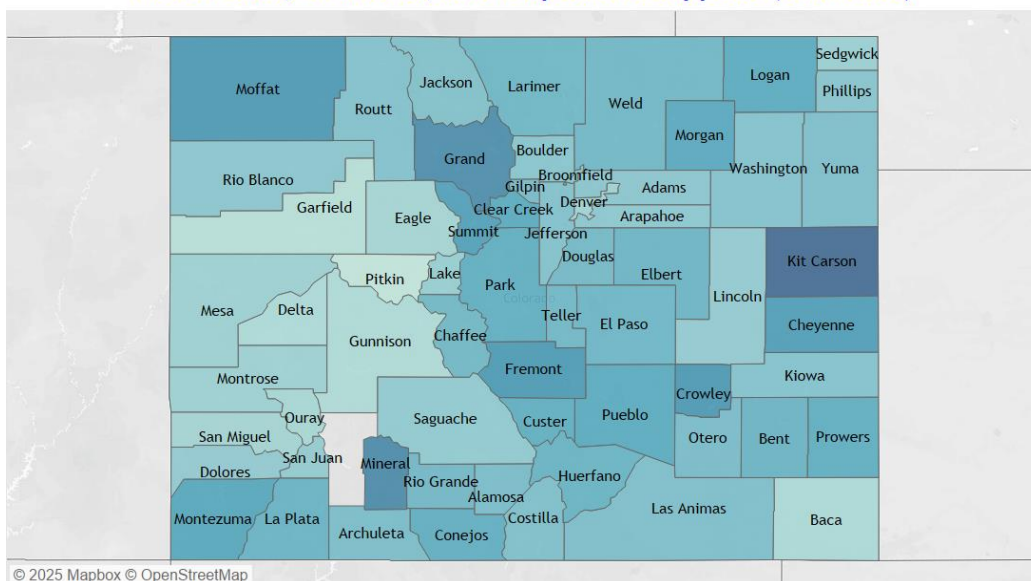 Moffat
Routt
Jackson
Larimer
Weld
Logan
Sedgwick
Phillips
Morgan
Washington
Yuma
Rio Blanco
Grand
Boulder
Broomfield
Gilpin
Adams
Denver
Arapahoe
Garfield
Eagle
Clear Creek
Summit
Jefferson
Douglas
Elbert
Kit Carson
Pitkin
Lake
Park
Colorado
Lincoln
Mesa
Delta
Gunnison
Chaffee
Teller
El Paso
Cheyenne
Montrose
Fremont
Crowley
Kiowa
Ouray
Saguache
Custer
Pueblo
San Miguel
San Juan
Otero
Bent
Prowers
Dolores
Mineral
Rio Grande
Alamosa
Huerfano
Montezuma
La Plata
Archuleta
Conejos
Costilla
Las Animas
Baca
© 2025 Mapbox © OpenStreetMap